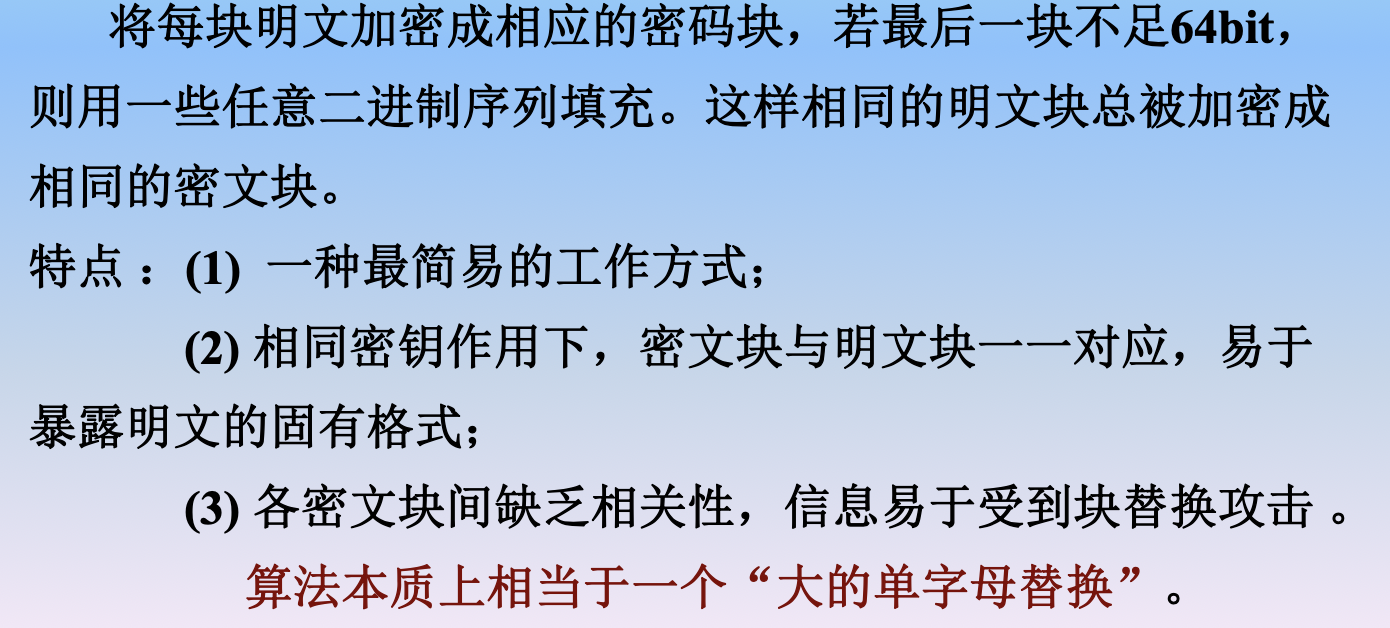 将每块明文加密成相应的密码块，若最后一块不足64bit，
则用一些任意二进制序列填充。这样相同的明文块总被加密成
相同的密文块。
特点：(1) 一种最简易的工作方式；
(2) 相同密钥作用下，密文块与明文块一一对应，易于
暴露明文的固有格式；
(3) 各密文块间缺乏相关性，信息易于受到块替换攻击 。
算法本质上相当于一个“大的单字母替换”。